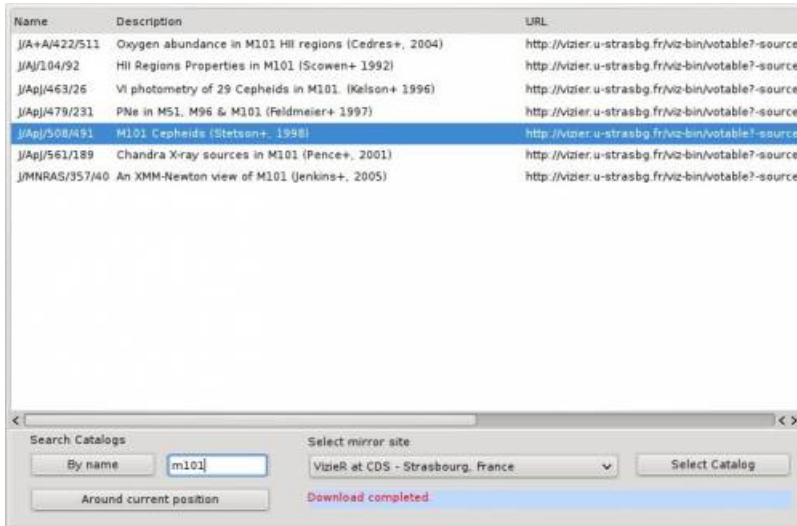 Name Description URL
J/A+A/422/511 Oxygen abundance in M101 HII regions (Cedres+, 2004) http://vizier.u-strasbg.fr/viz-bin/votable?-source
J/AJ/104/92 HII Regions Properties in M101 (Scowen+ 1992) http://vizier.u-strasbg.fr/viz-bin/votable?-source
J/ApJ/463/26 VI photometry of 29 Cepheids in M101. (Kelson+ 1996) http://vizier.u-strasbg.fr/viz-bin/votable?-source
J/ApJ/479/231 PNe in M51, M96 & M101 (Feldmeier+ 1997) http://vizier.u-strasbg.fr/viz-bin/votable?-source
J/ApJ/508/491 M101 Cepheids (Stetson+, 1998) http://vizier.u-strasbg.fr/viz-bin/votable?-source
J/ApJ/561/189 Chandra X-ray sources in M101 (Pence+, 2001) http://vizier.u-strasbg.fr/viz-bin/votable?-source
J/MNRAS/357/40 An XMM-Newton view of M101 (Jenkins+, 2005) http://vizier.u-strasbg.fr/viz-bin/votable?-source
Search Catalogs Select mirror site
By name m101 VizieR at CDS - Strasbourg, France Select Catalog
Around current position Download completed.